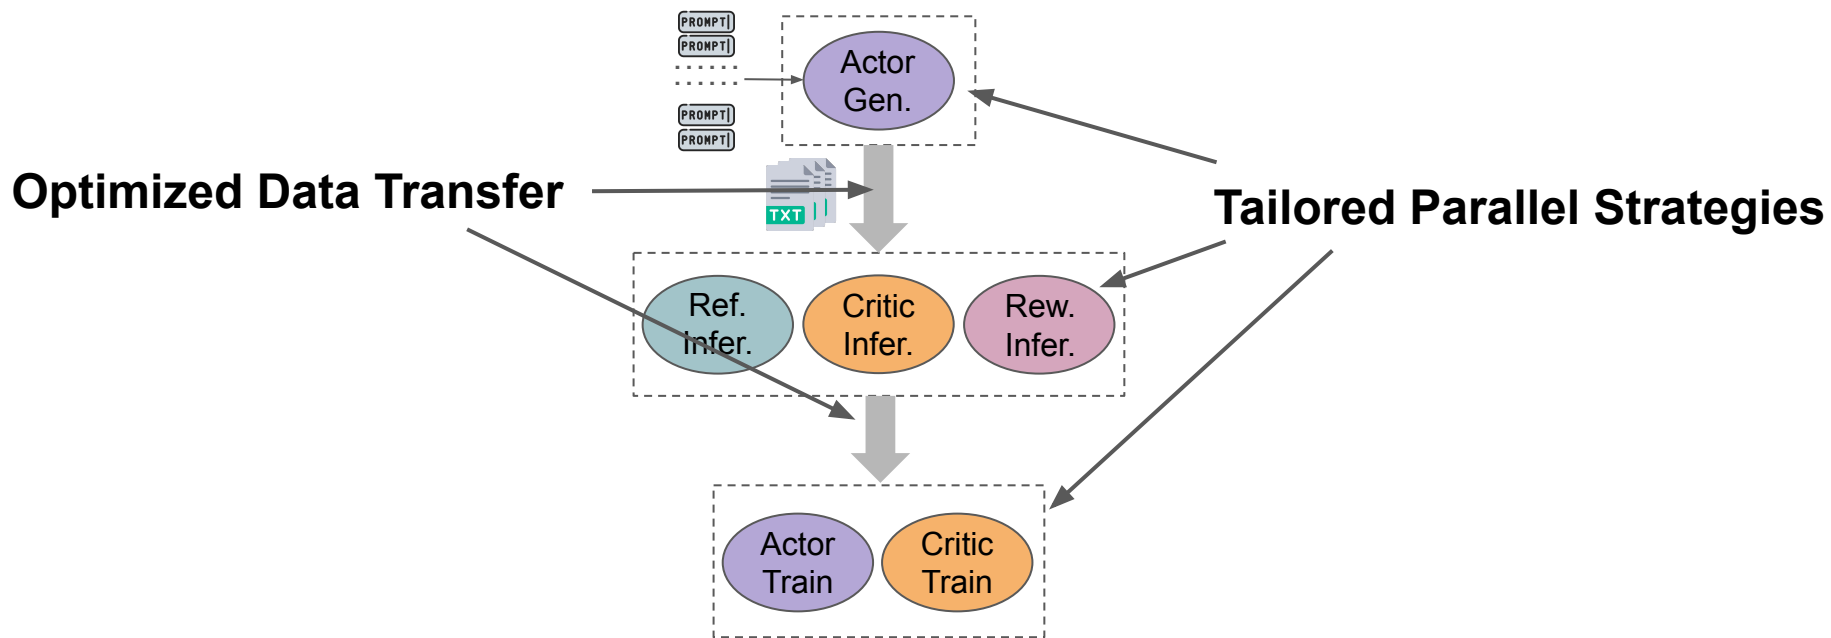 PROMPT
PROMPT
PROMPT
PROMPT
Actor
Gen.
Optimized Data Transfer
TXT
Tailored Parallel Strategies
Ref.
Infer.
Critic
Infer.
Rew.
Infer.
Actor
Train
Critic
Train